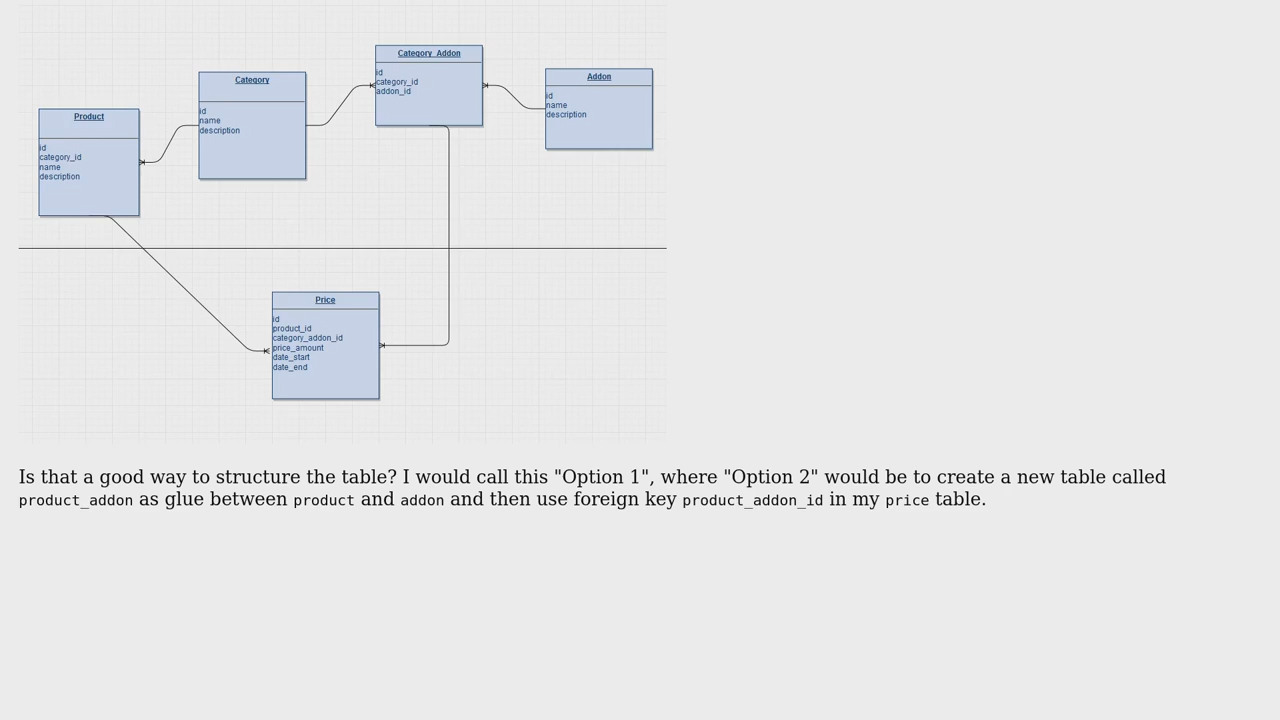 Category_Addon
id
category_id
addon_id
Addon
id
name
description
Category
id
name
description
Product
id
category_id
name
description
Price
id
product_id
category_addon_id
price_amount
date_start
date_end
Is that a good way to structure the table? I would call this "Option 1", where "Option 2" would be to create a new table called
product_addon as glue between product and addon and then use foreign key product_addon_id in my price table.